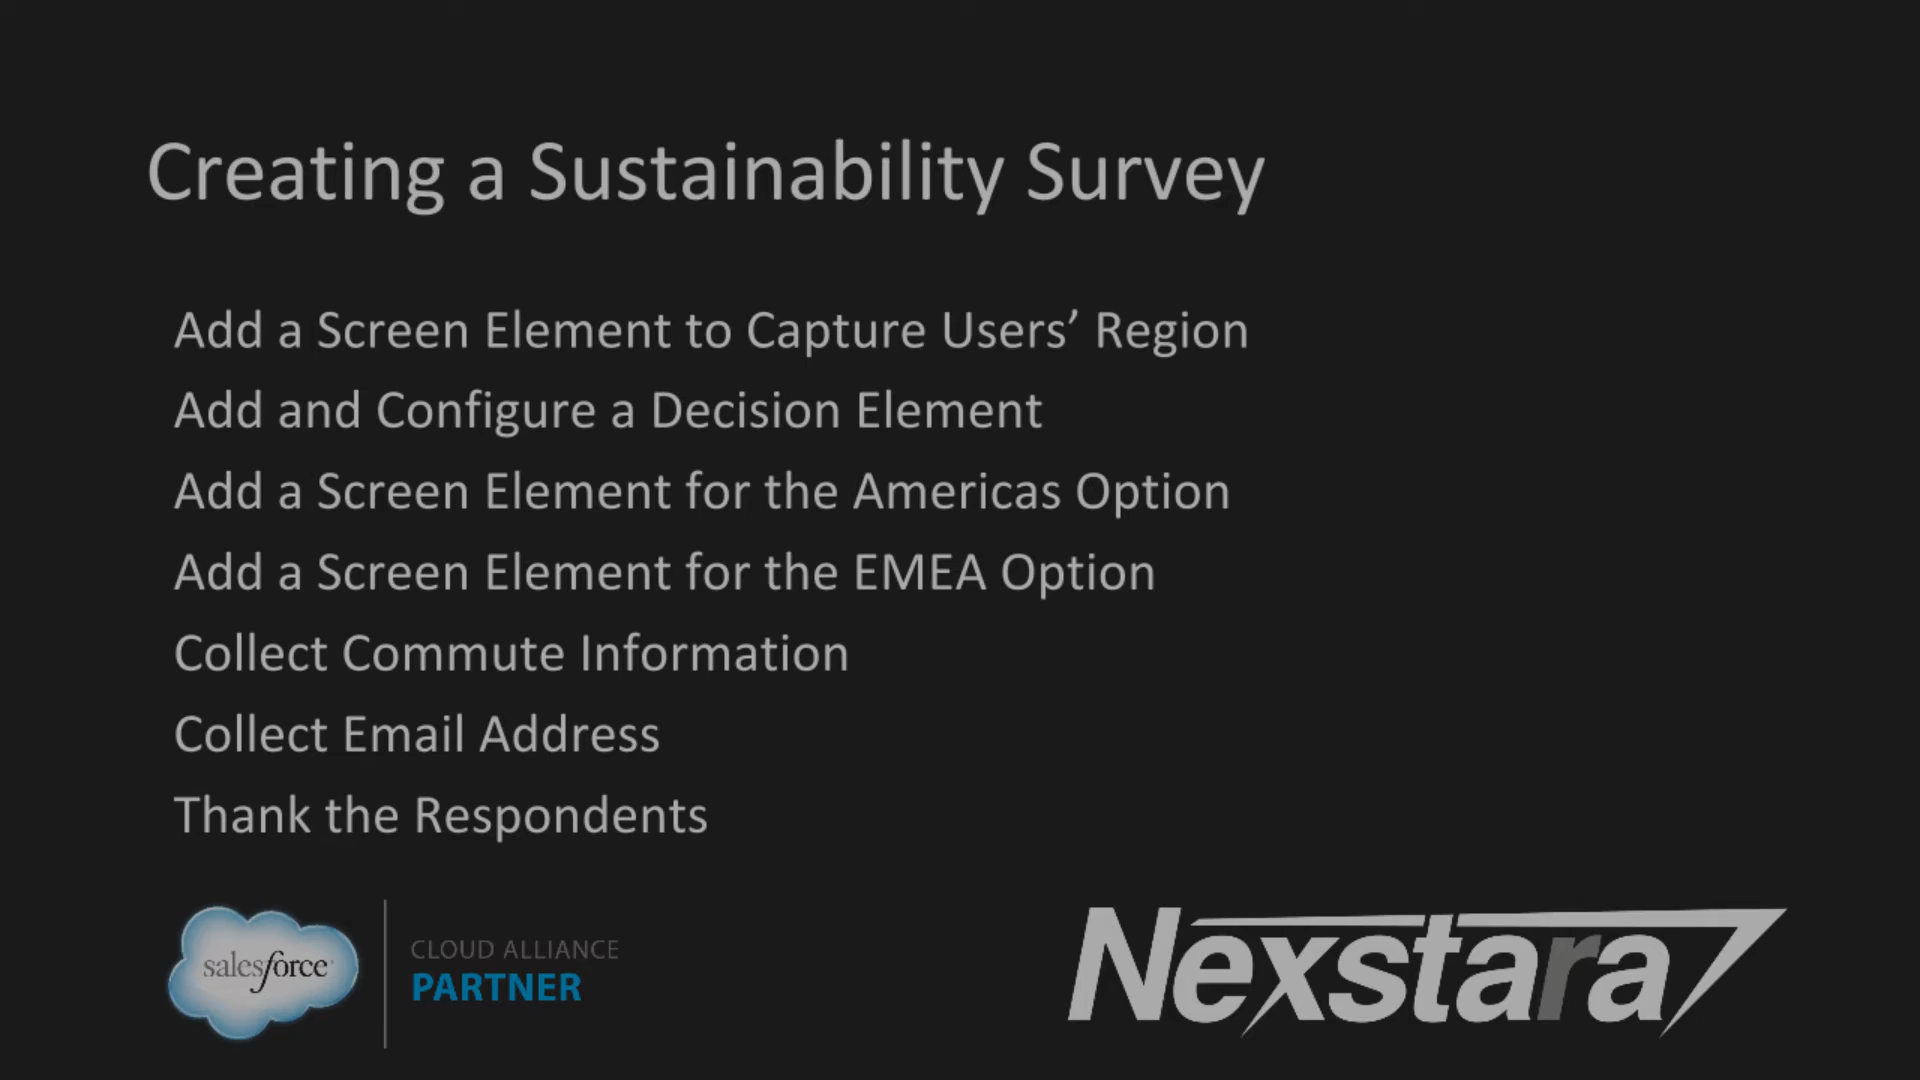 Creating a Sustainability Survey
Add a Screen Element to Capture Users’ Region
Add and Configure a Decision Element
Add a Screen Element for the Americas Option
Add a Screen Element for the EMEA Option
Collect Commute Information
Collect Email Address
Thank the Respondents
salesforce
CLOUD ALLIANCE
PARTNER
Nexstara